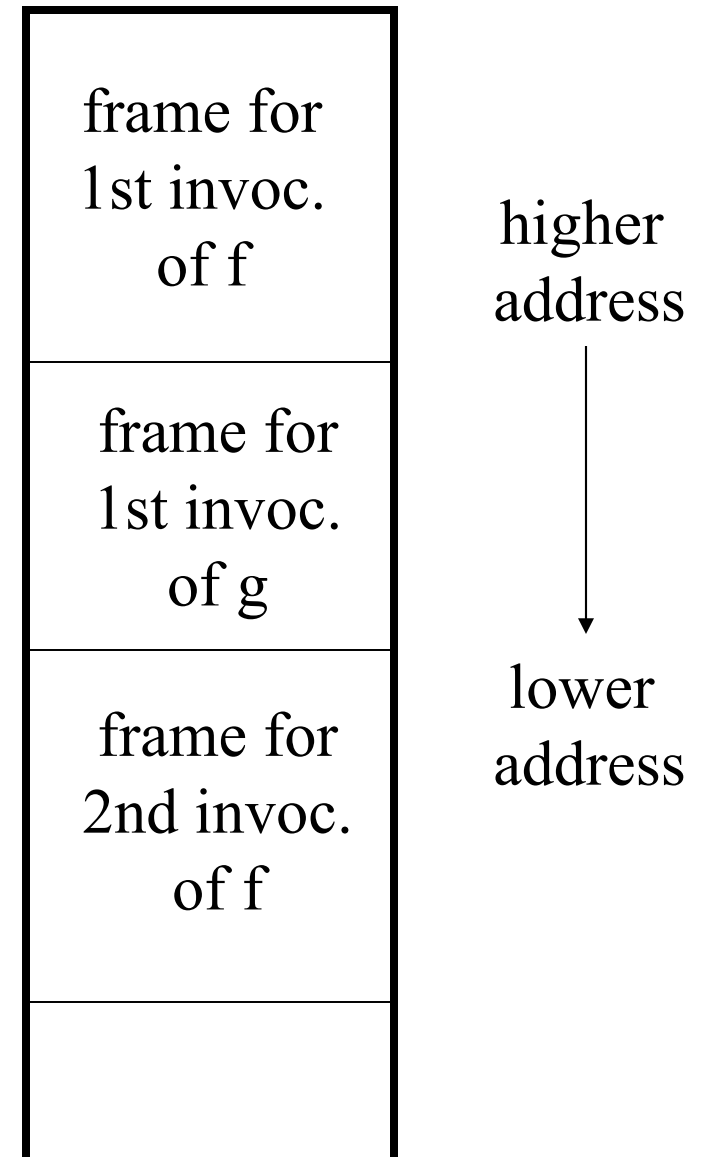 frame for
1st invoc.
of f
higher
address
frame for
1st invoc.
of g
lower
address
frame for
2nd invoc.
of f